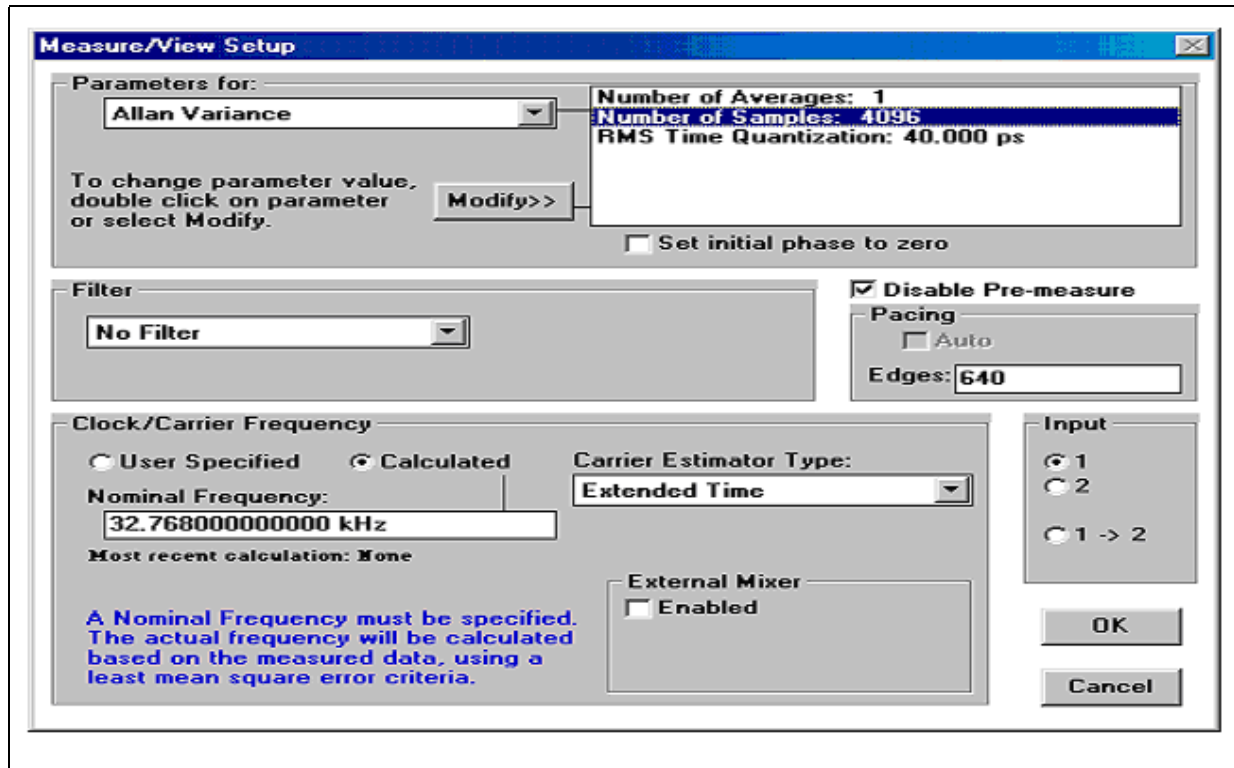 Measure/View Setup
Parameters for:
Allan Variance
Number of Averages: 1
Number of Samples: 4096
RMS Time Quantization: 40.000 ps
To change parameter value,
double click on parameter
or select Modify.
Modify>>
Set initial phase to zero
Filter
No Filter
Disable Pre-measure
Pacing
Auto
Edges: 640
Clock/Carrier Frequency
User Specified
Calculated
Nominal Frequency:
32.768000000000 kHz
Most recent calculation: None
Carrier Estimator Type:
Extended Time
A Nominal Frequency must be specified.
The actual frequency will be calculated
based on the measured data, using a
least mean square error criteria.
External Mixer
Enabled
Input
1
2
1 -> 2
OK
Cancel